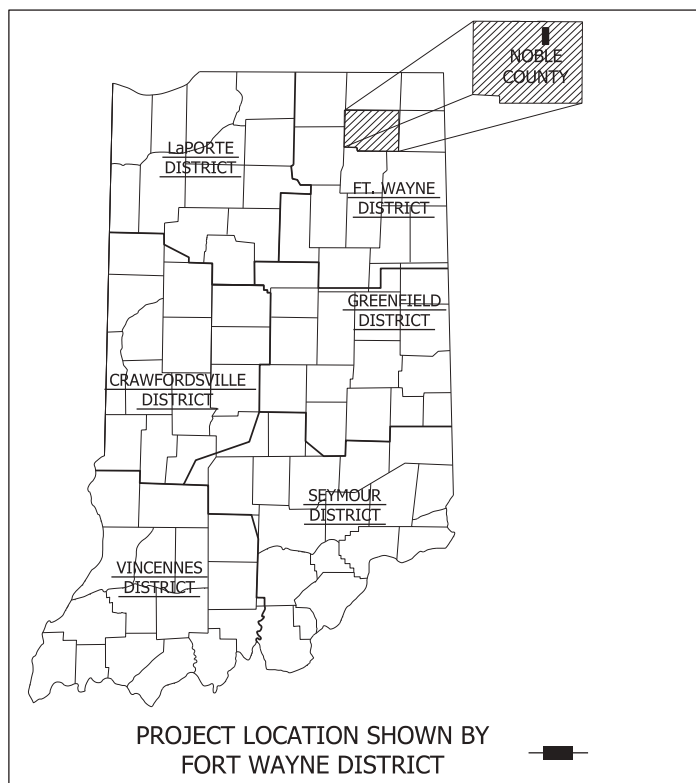 NOBLE
COUNTY
LaPORTE
DISTRICT
FT. WAYNE
DISTRICT
GREENFIELD
DISTRICT
CRAWFORDSVILLE
DISTRICT
SEYMOUR
DISTRICT
VINCENNES
DISTRICT
PROJECT LOCATION SHOWN BY
FORT WAYNE DISTRICT